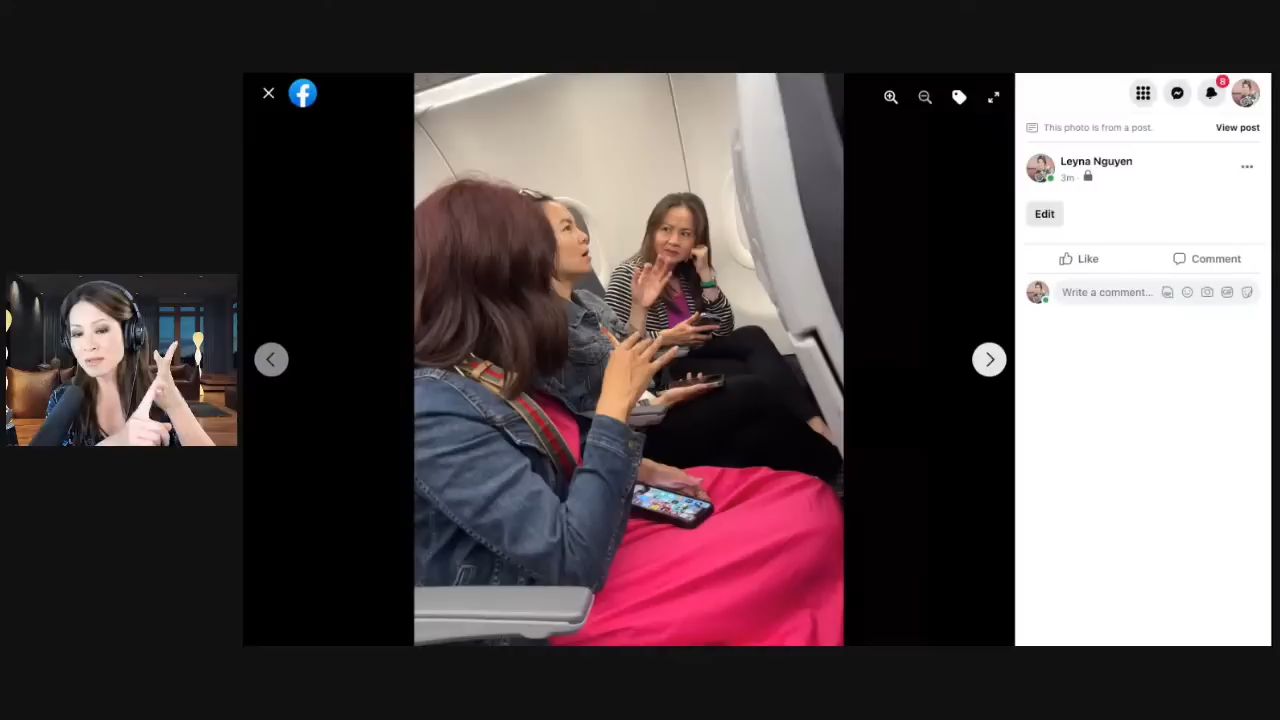 8
This photo is from a post.
View post
Leyna Nguyen
3m ·
Edit
Like
Comment
Write a comment...